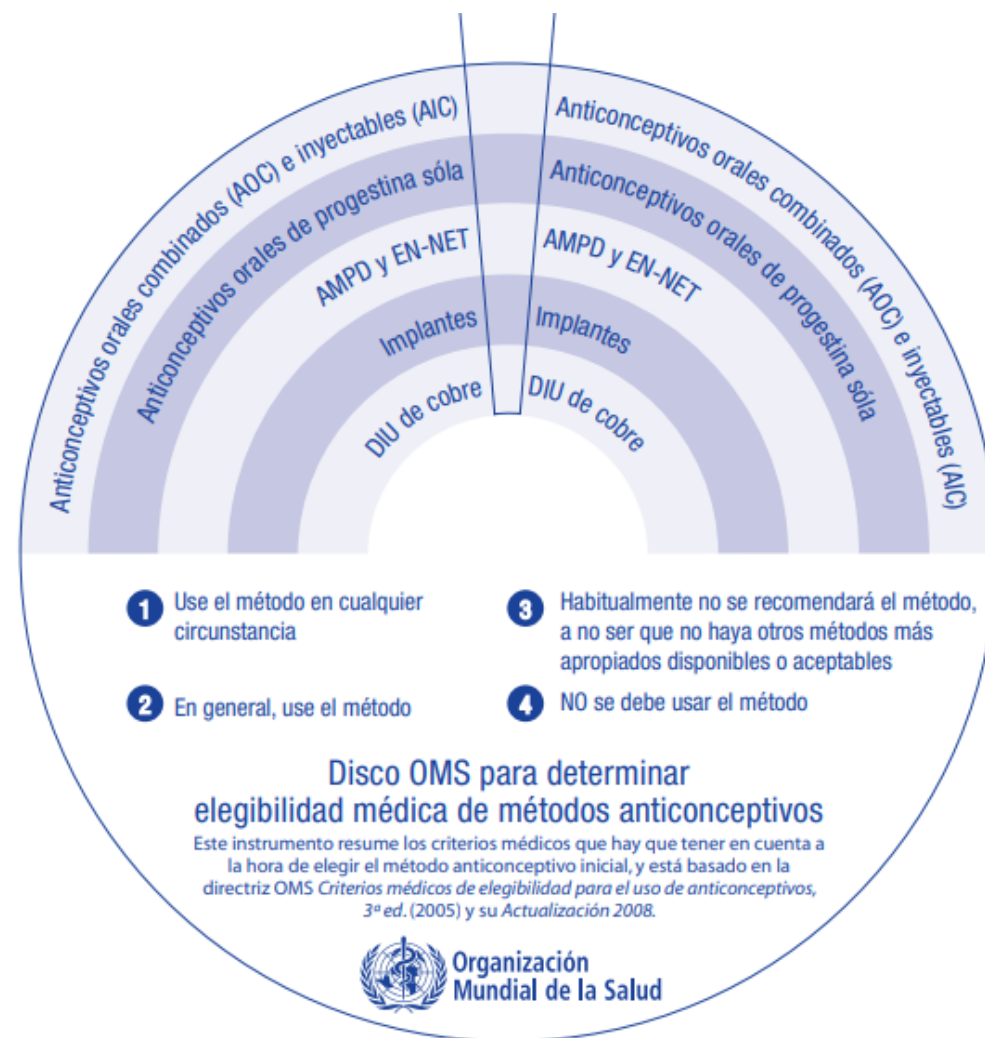 Anticonceptivos orales combinados (AOC) e inyectables (AIC)
Anticonceptivos orales de progestina sóla
AMPD y EN-NET
Implantes
DIU de cobre
Anticonceptivos orales combinados (AOC) e inyectables (AIC)
Anticonceptivos orales de progestina sóla
AMPD y EN-NET
Implantes
DIU de cobre
1 Use el método en cualquier
circunstancia
2 En general, use el método
3 Habitualmente no se recomendará el método,
a no ser que no haya otros métodos más
apropiados disponibles o aceptables
4 NO se debe usar el método
Disco OMS para determinar
elegibilidad médica de métodos anticonceptivos
Este instrumento resume los criterios médicos que hay que tener en cuenta a
la hora de elegir el método anticonceptivo inicial, y está basado en la
directriz OMS Criterios médicos de elegibilidad para el uso de anticonceptivos,
3ª ed. (2005) y su Actualización 2008.
Organización
Mundial de la Salud